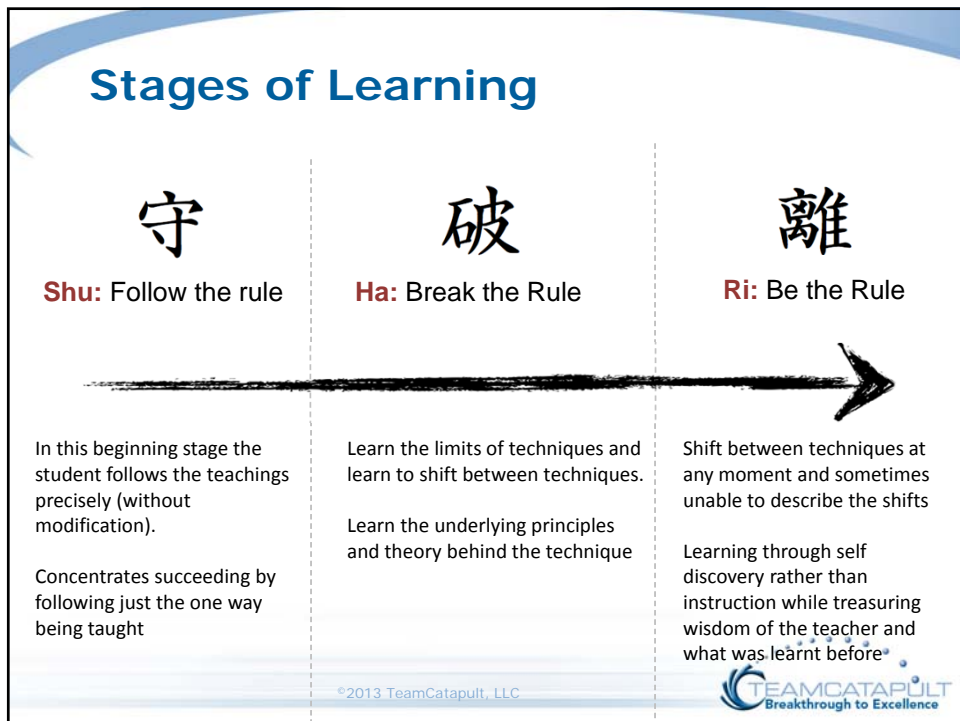 Stages of Learning
守
Shu: Follow the rule
In this beginning stage the
student follows the teachings
precisely (without
modification).
Concentrates succeeding by
following just the one way
being taught
破
Ha: Break the Rule
Learn the limits of techniques and
learn to shift between techniques.
Learn the underlying principles
and theory behind the technique
離
Ri: Be the Rule
Shift between techniques at
any moment and sometimes
unable to describe the shifts
Learning through self
discovery rather than
instruction while treasuring
wisdom of the teacher and
what was learnt before
©2013 TeamCatapult, LLC
TEAMCATAPULT
Breakthrough to Excellence